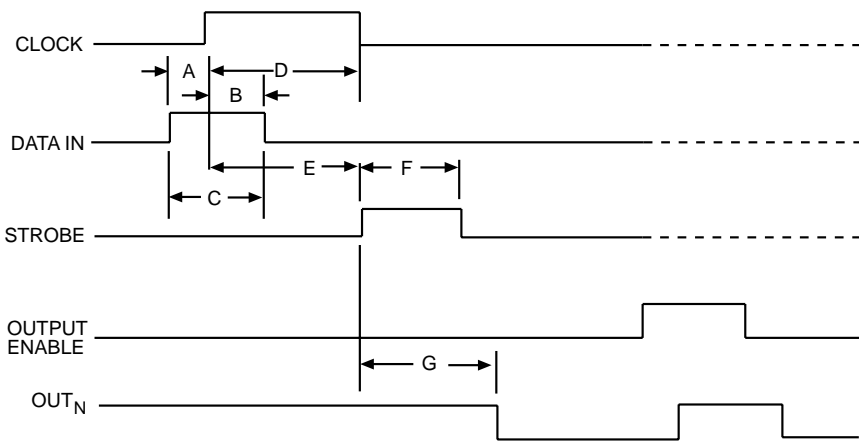 CLOCK
A
D
B
DATA IN
E
F
C
STROBE
OUTPUT
ENABLE
G
OUTN